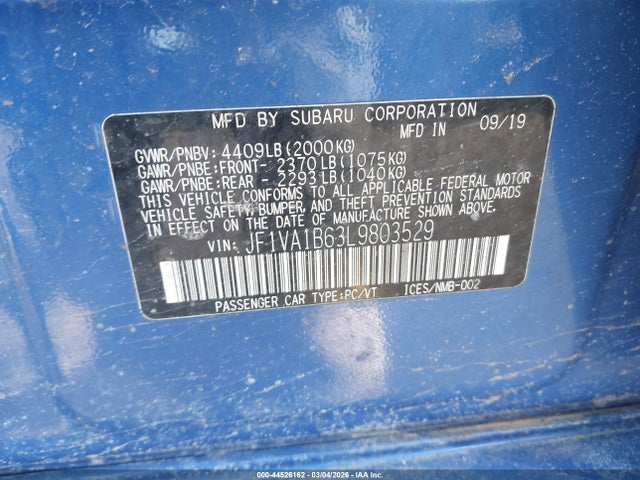 MFD BY SUBARU CORPORATION
MFD IN 09/19
GVWR/PNBV: 4409LB(2000KG)
GAWR/PNBE:FRONT- 2370LB(1075KG)
GAWR/PNBE:REAR - 2293LB(1040KG)
THIS VEHICLE CONFORMS TO ALL APPLICABLE FEDERAL MOTOR
VEHICLE SAFETY, BUMPER, AND THEFT PREVENTION STANDARDS
IN EFFECT ON THE DATE OF MANUFACTURE SHOWN ABOVE.
VIN: JF1VA1B63L9803529
PASSENGER CAR TYPE:PC/VT ICES/NMB-002
000-44526162 - 03/04/2026 - IAA Inc.